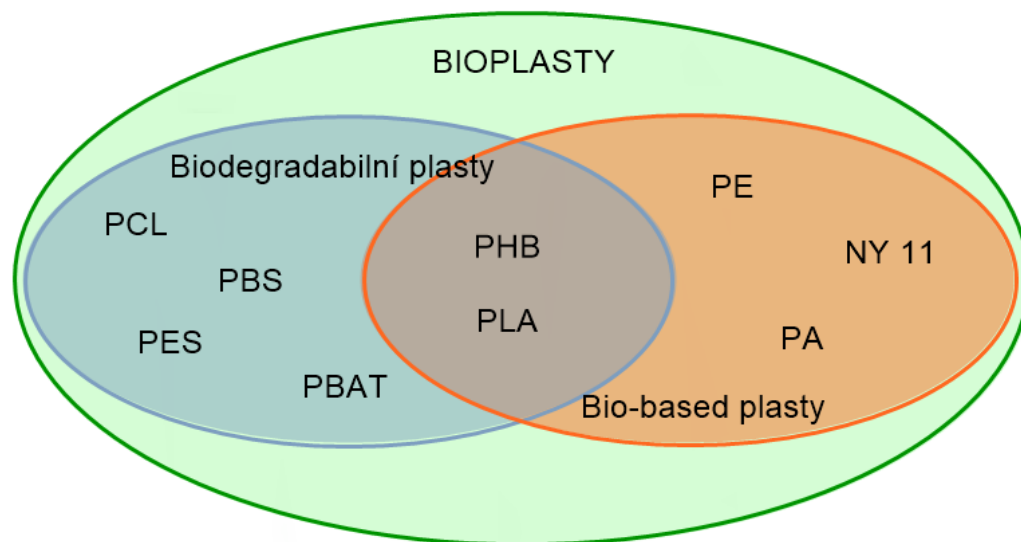 BIOPLASTY
Biodegradabilní plasty
PCL
PBS
PES
PBAT
PHB
PLA
PE
NY 11
PA
Bio-based plasty